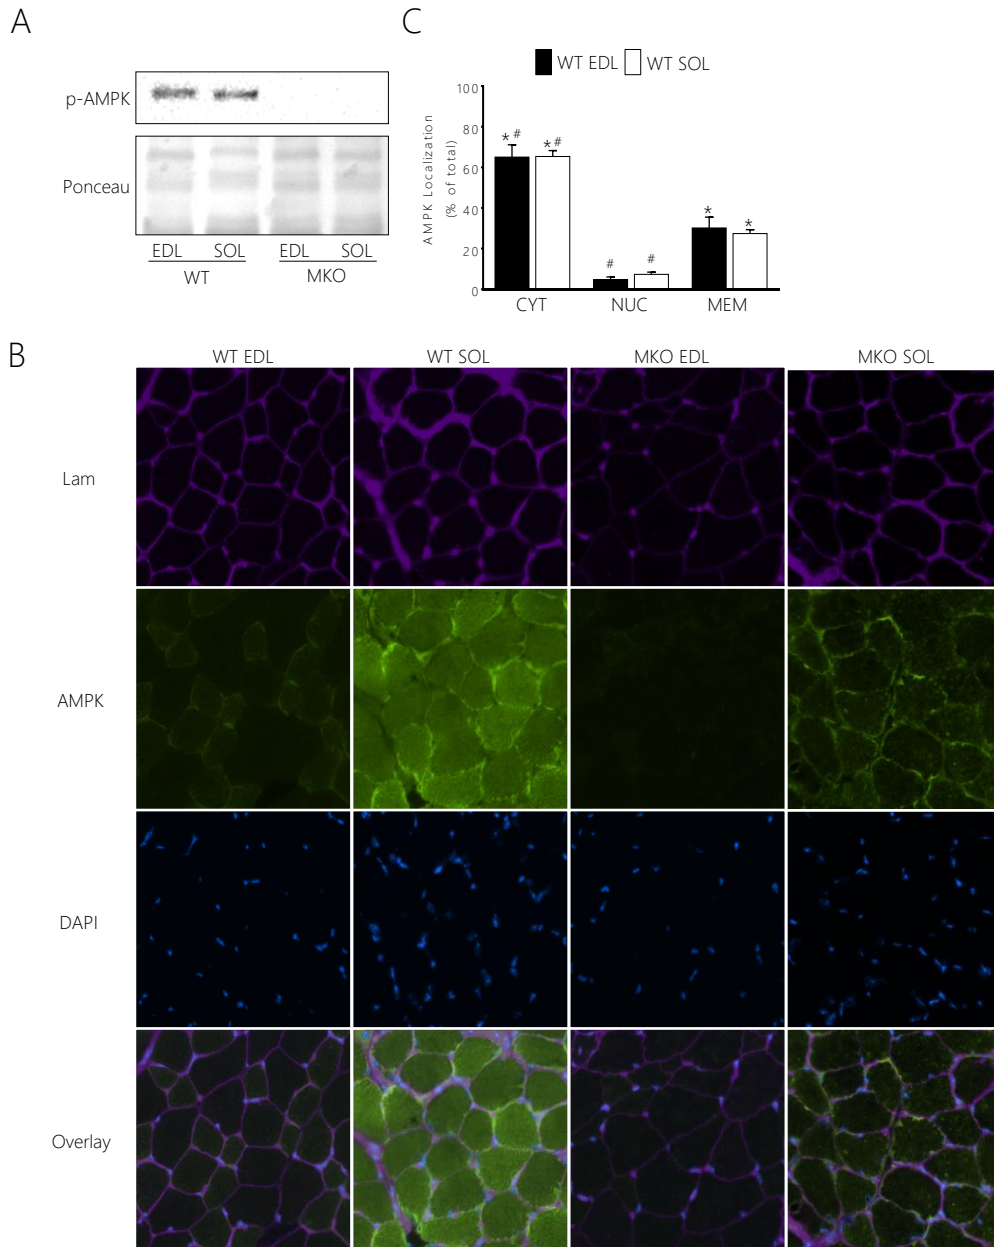 A
p-AMPK
Ponceau
EDL SOL EDL SOL
WT MKO
C
WT EDL WT SOL
AMPK Localization
(% of total)
100
80
60
40
20
0
*# *#
# #
* *
CYT NUC MEM
B
WT EDL WT SOL MKO EDL MKO SOL
Lam
AMPK
DAPI
Overlay